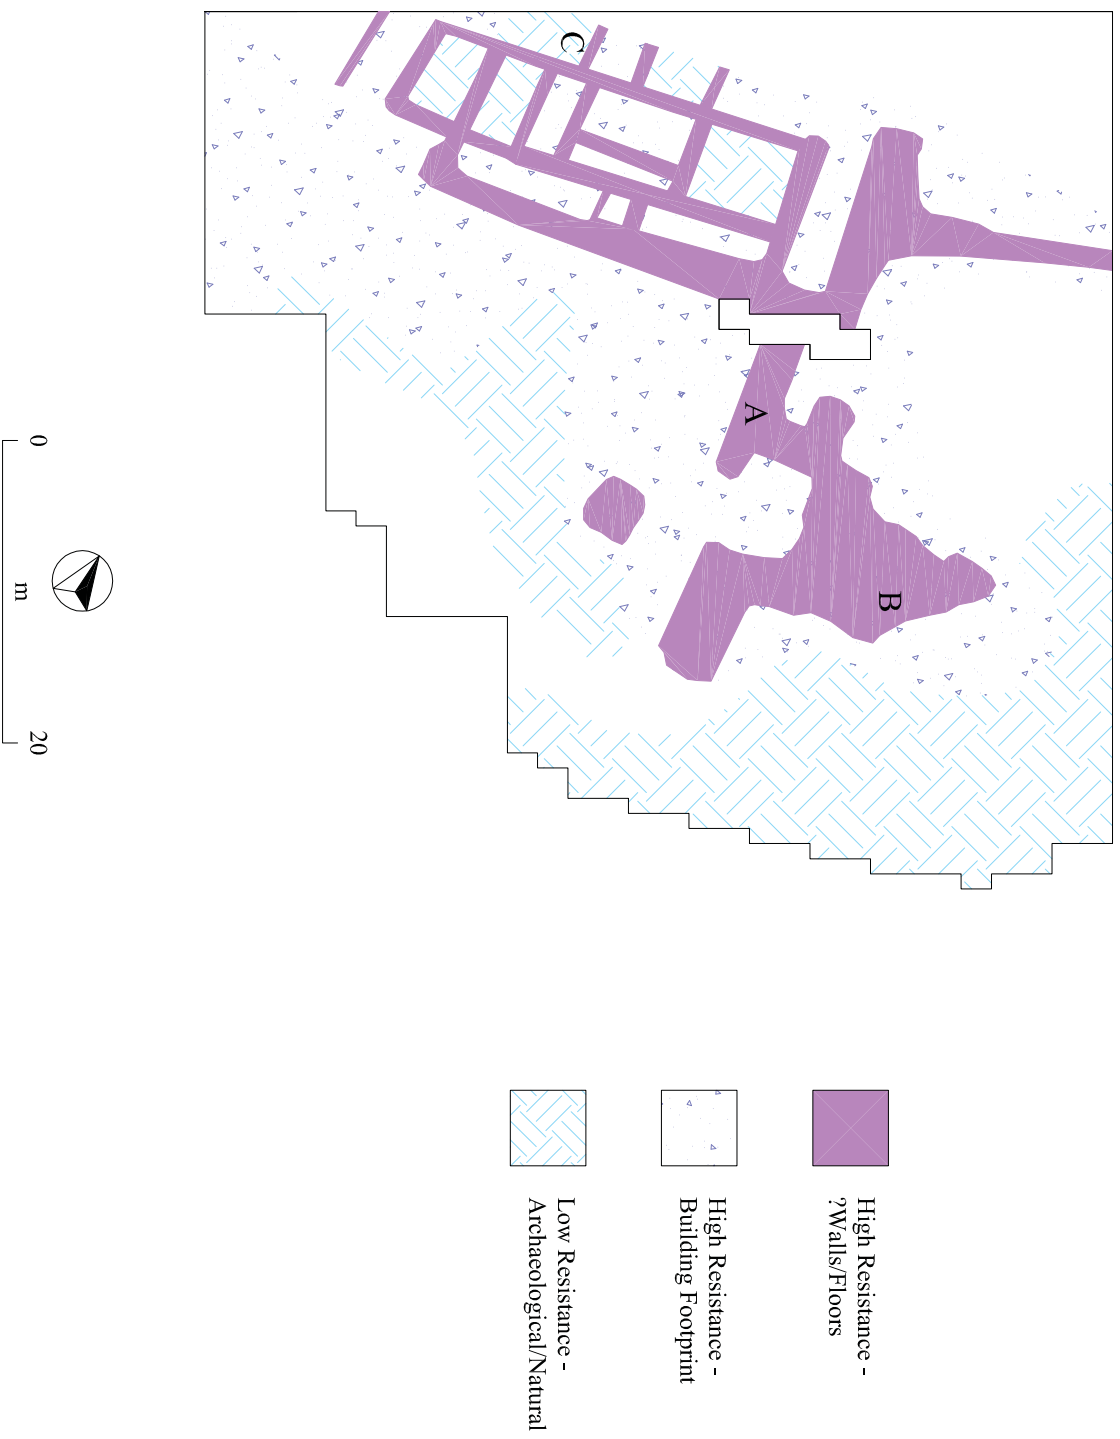 C
A
B
0
20
m
High Resistance -
?Walls/Floors
High Resistance -
Building Footprint
Low Resistance -
Archaeological/Natural